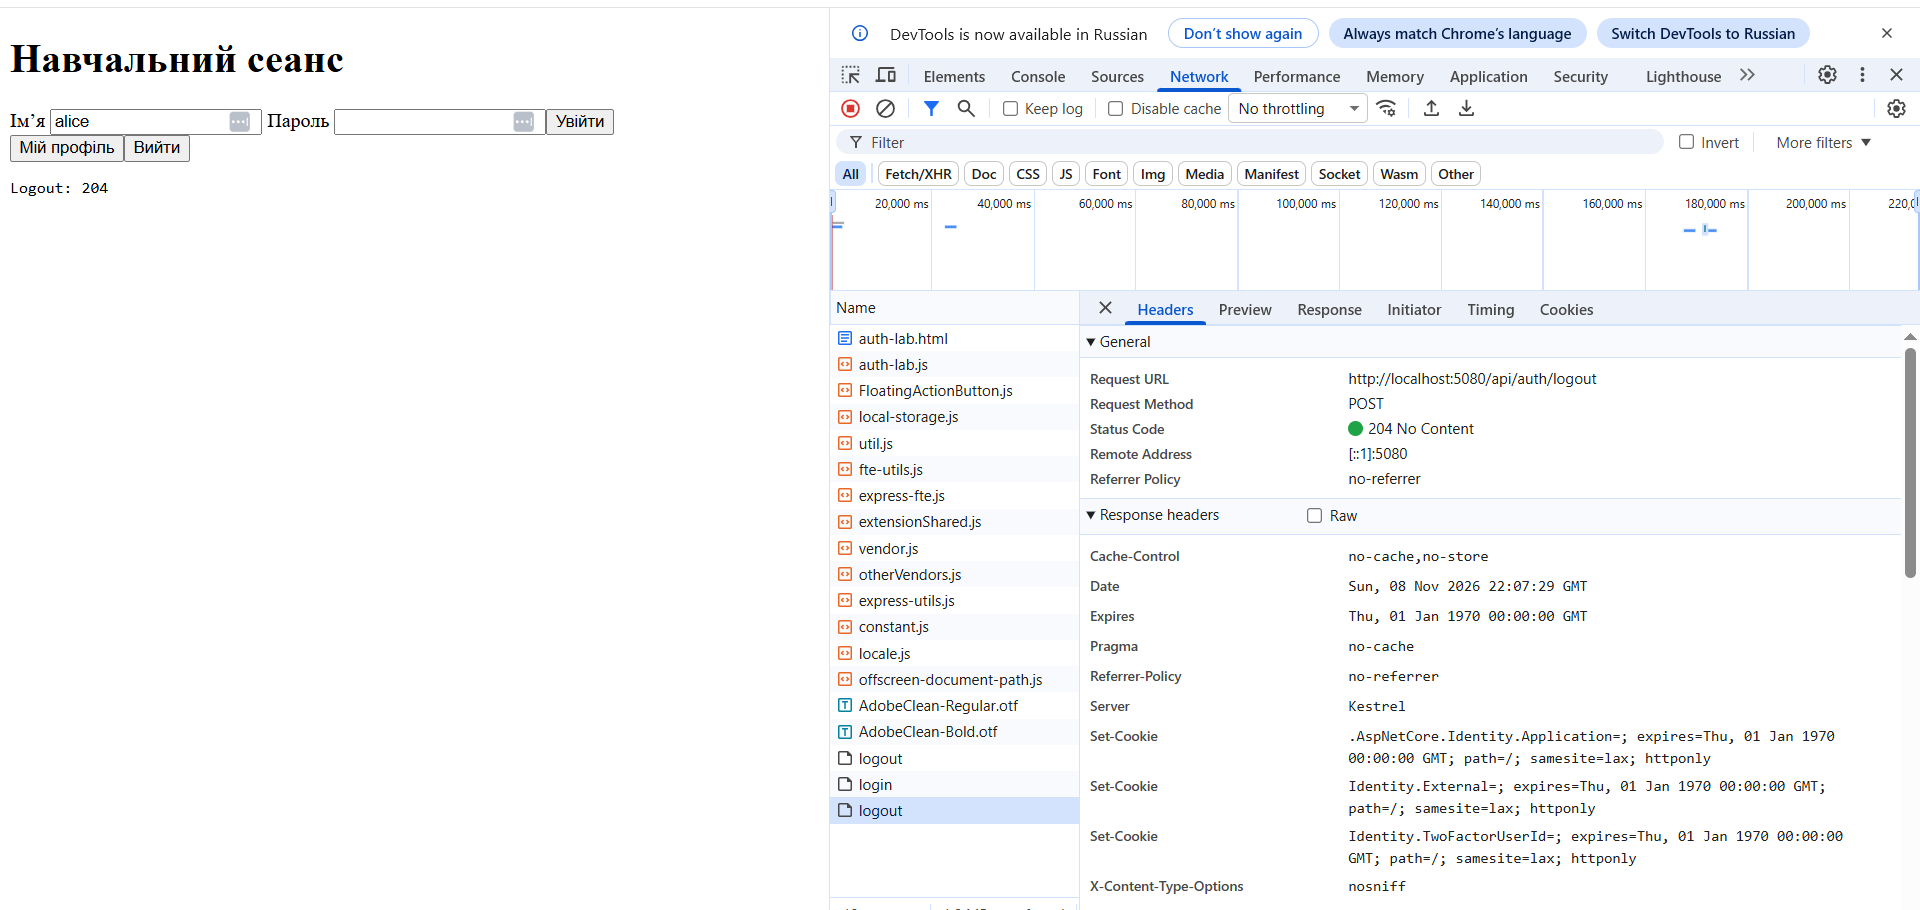 Навчальний сеанс
Ім’я alice Пароль Увійти
Мій профіль Вийти
Logout: 204
DevTools is now available in Russian Don’t show again Always match Chrome’s language Switch DevTools to Russian
Elements Console Sources Network Performance Memory Application Security Lighthouse
Keep log Disable cache No throttling
Filter Invert More filters
All Fetch/XHR Doc CSS JS Font Img Media Manifest Socket Wasm Other
20,000 ms 40,000 ms 60,000 ms 80,000 ms 100,000 ms 120,000 ms 140,000 ms 160,000 ms 180,000 ms 200,000 ms 220,0
Name
auth-lab.html
auth-lab.js
FloatingActionButton.js
local-storage.js
util.js
fte-utils.js
express-fte.js
extensionShared.js
vendor.js
otherVendors.js
express-utils.js
constant.js
locale.js
offscreen-document-path.js
AdobeClean-Regular.otf
AdobeClean-Bold.otf
logout
login
logout
Headers Preview Response Initiator Timing Cookies
General
Request URL http://localhost:5080/api/auth/logout
Request Method POST
Status Code 204 No Content
Remote Address [::1]:5080
Referrer Policy no-referrer
Response headers Raw
Cache-Control no-cache,no-store
Date Sun, 08 Nov 2026 22:07:29 GMT
Expires Thu, 01 Jan 1970 00:00:00 GMT
Pragma no-cache
Referrer-Policy no-referrer
Server Kestrel
Set-Cookie .AspNetCore.Identity.Application=; expires=Thu, 01 Jan 1970
00:00:00 GMT; path=/; samesite=lax; httponly
Set-Cookie Identity.External=; expires=Thu, 01 Jan 1970 00:00:00 GMT;
path=/; samesite=lax; httponly
Set-Cookie Identity.TwoFactorUserId=; expires=Thu, 01 Jan 1970 00:00:00
GMT; path=/; samesite=lax; httponly
X-Content-Type-Options nosniff